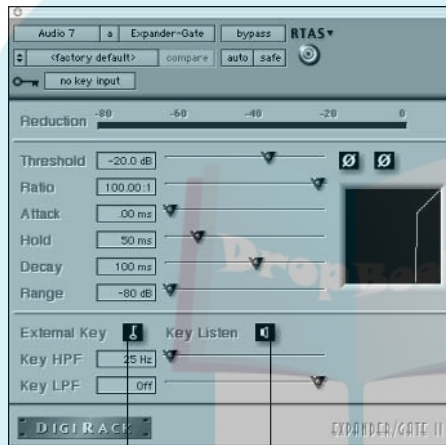 Audio 7 a Expander-Gate bypass RTAS
<factory default> compare auto safe
no key input
Reduction -80 -60 -40 -20 0
Threshold -20.0 dB Ø Ø
Ratio 100.00:1
Attack .00 ms
Hold 50 ms
Decay 100 ms
Range -80 dB
External Key Key Listen
Key HPF 25 Hz
Key LPF Off
DIGIRACK EXPANDER/GATE II